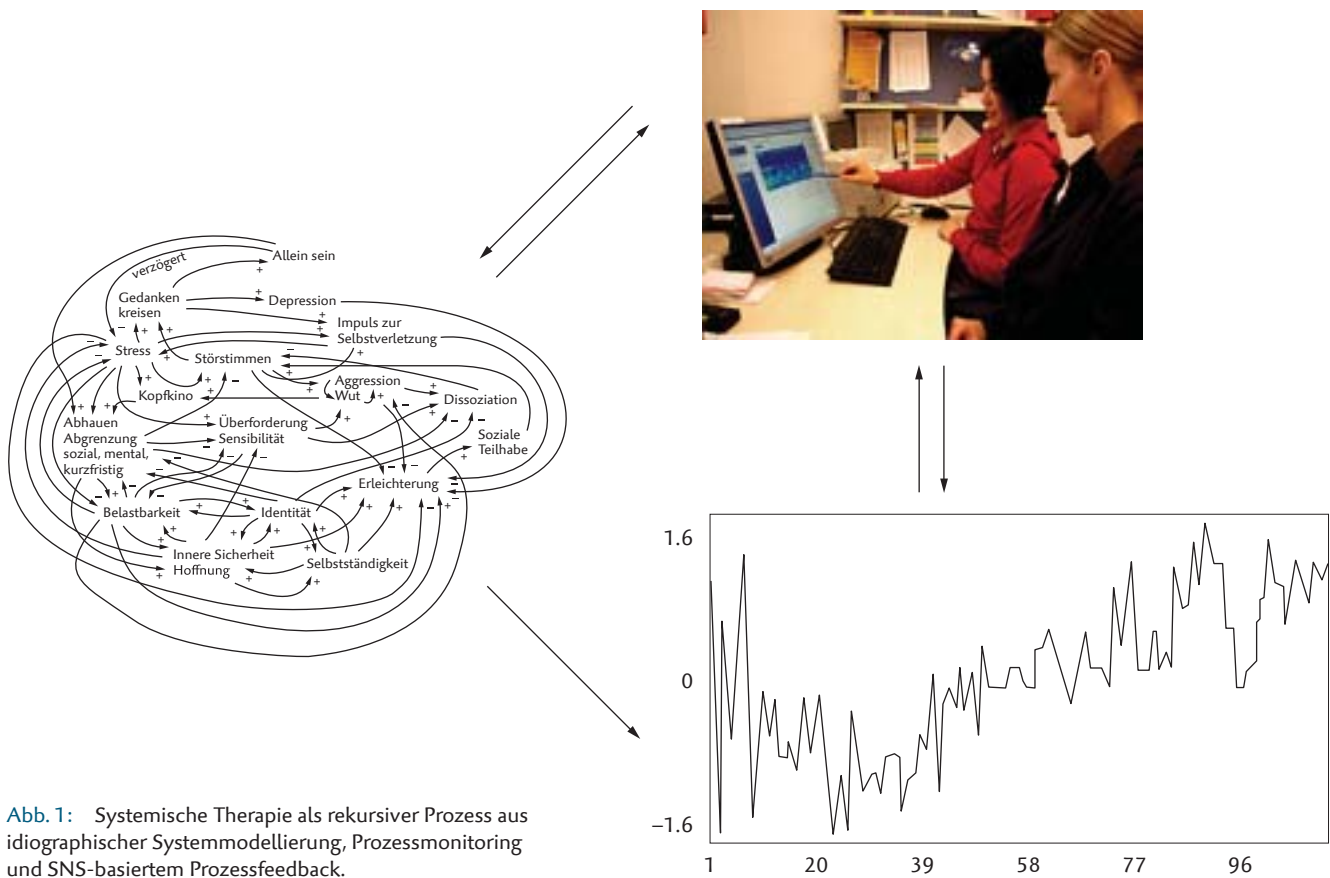 verzögert
Allein sein
Gedanken
kreisen
Depression
Impuls zur
Selbstverletzung
Stress
Störstimmen
Kopfkino
Aggression
Wut
Dissoziation
Abhauen
Abgrenzung
sozial, mental,
kurzfristig
Überforderung
Sensibilität
Soziale
Teilhabe
Erleichterung
Belastbarkeit
Identität
Innere Sicherheit
Hoffnung
Selbstständigkeit
1.6
0
–1.6
1 20 39 58 77 96
Abb. 1: Systemische Therapie als rekursiver Prozess aus
idiographischer Systemmodellierung, Prozessmonitoring
und SNS-basiertem Prozessfeedback.